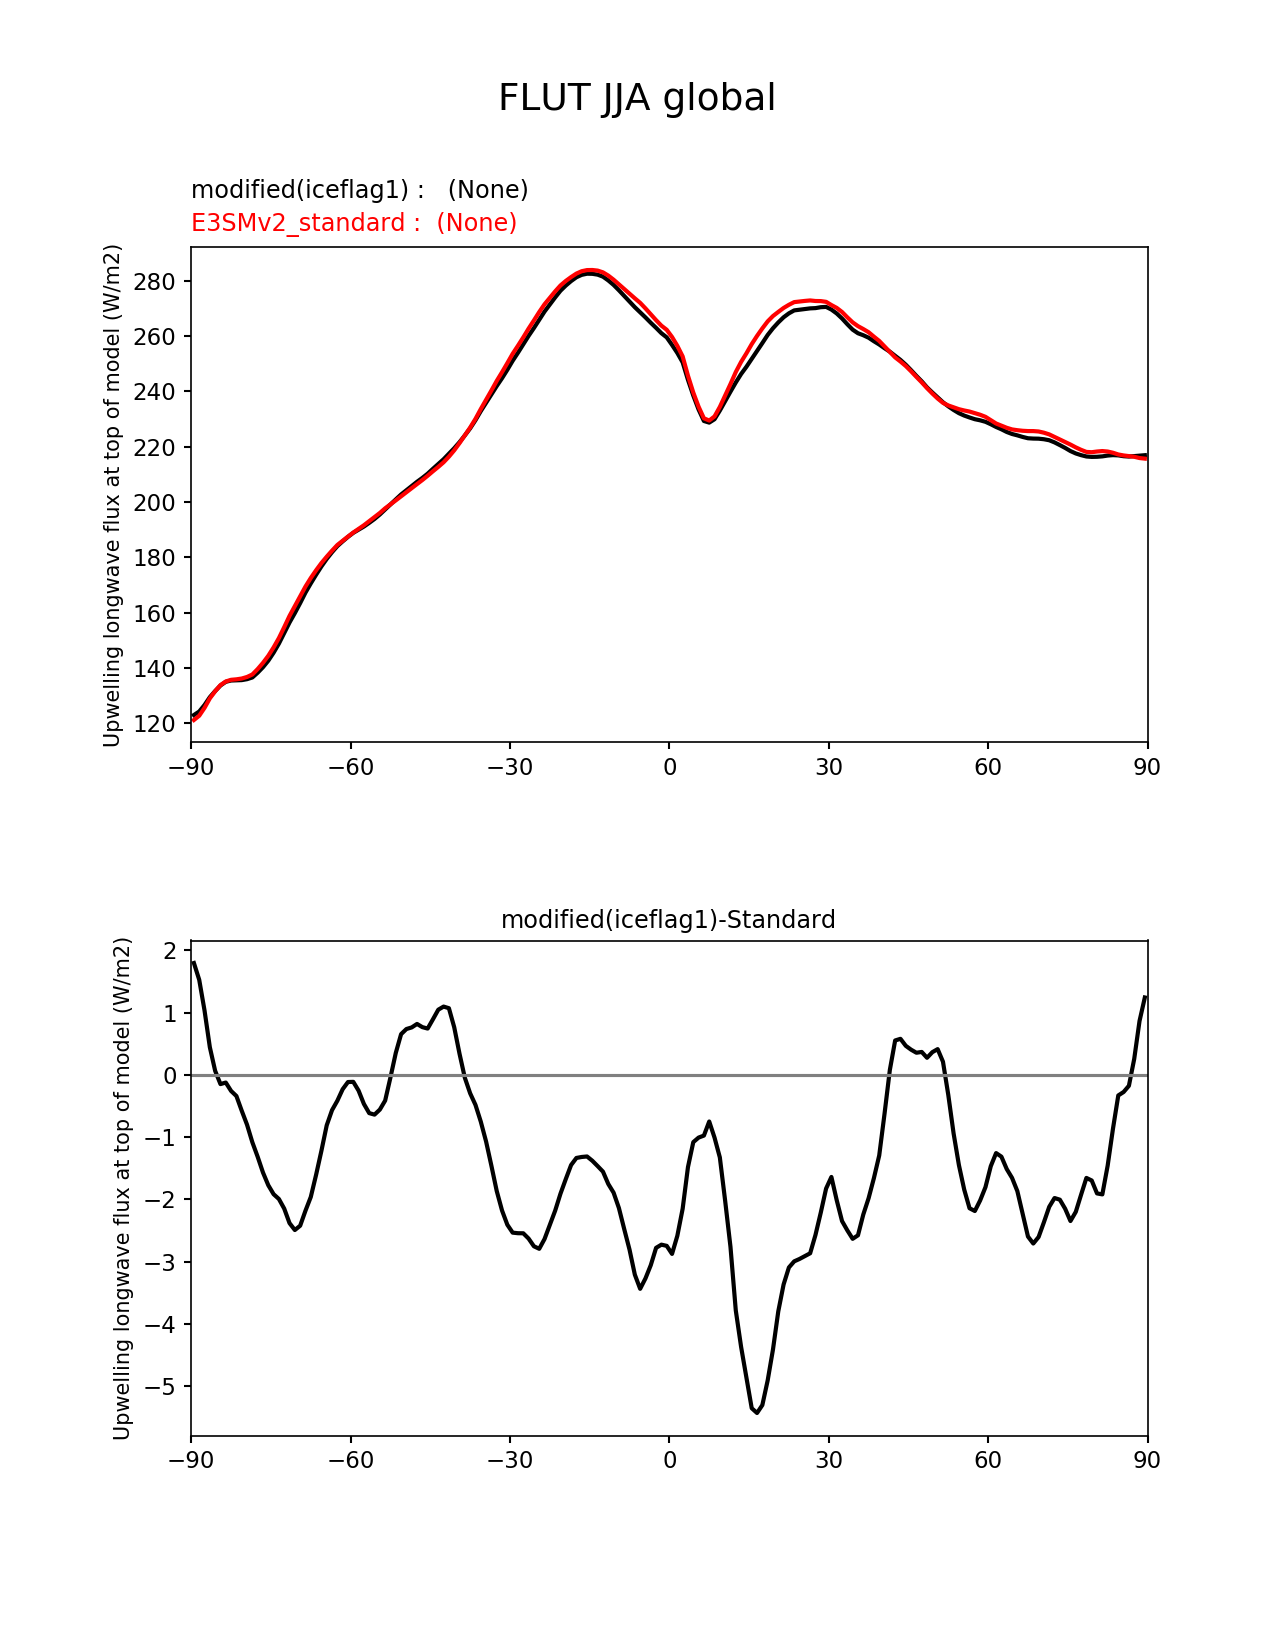 FLUT JJA global
modified(iceflag1) :   (None)
E3SMv2_standard :  (None)
Upwelling longwave flux at top of model (W/m2)
280
260
240
220
200
180
160
140
120
−90 −60 −30 0 30 60 90
modified(iceflag1)-Standard
Upwelling longwave flux at top of model (W/m2)
2
1
0
−1
−2
−3
−4
−5
−90 −60 −30 0 30 60 90